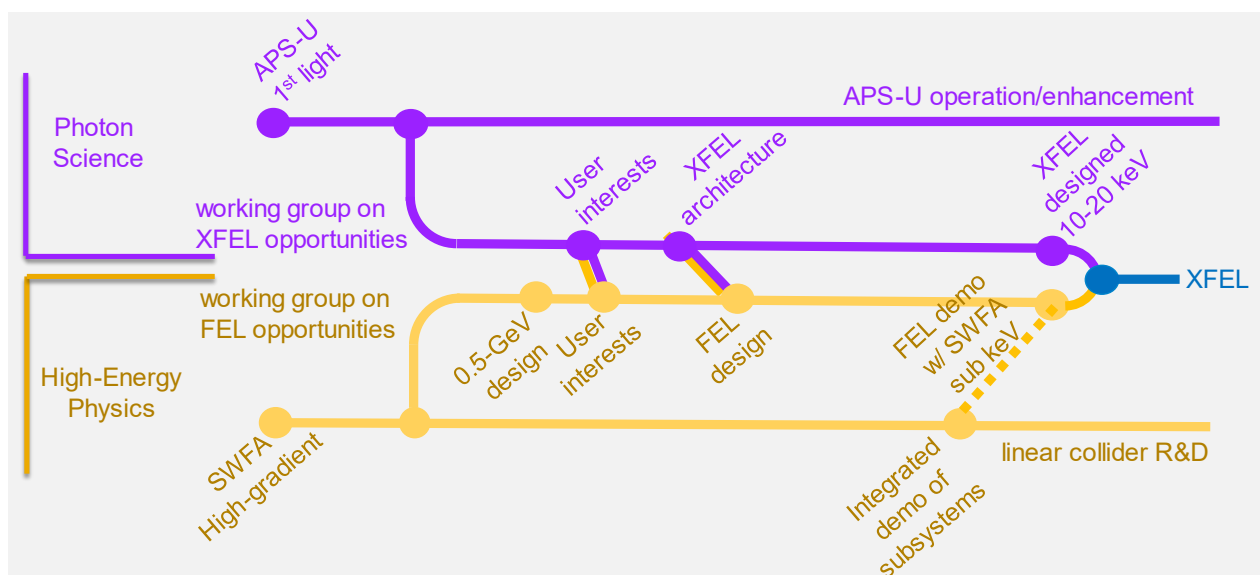 APS-U
1st light
APS-U operation/enhancement
Photon
Science
User
interests
XFEL
architecture
XFEL
designed
10-20 keV
working group on
XFEL opportunities
XFEL
working group on
FEL opportunities
0.5-GeV
design
User
interests
FEL
design
FEL demo
w/ SWFA
sub keV
High-Energy
Physics
SWFA
High-gradient
Integrated
demo of
subsystems
linear collider R&D